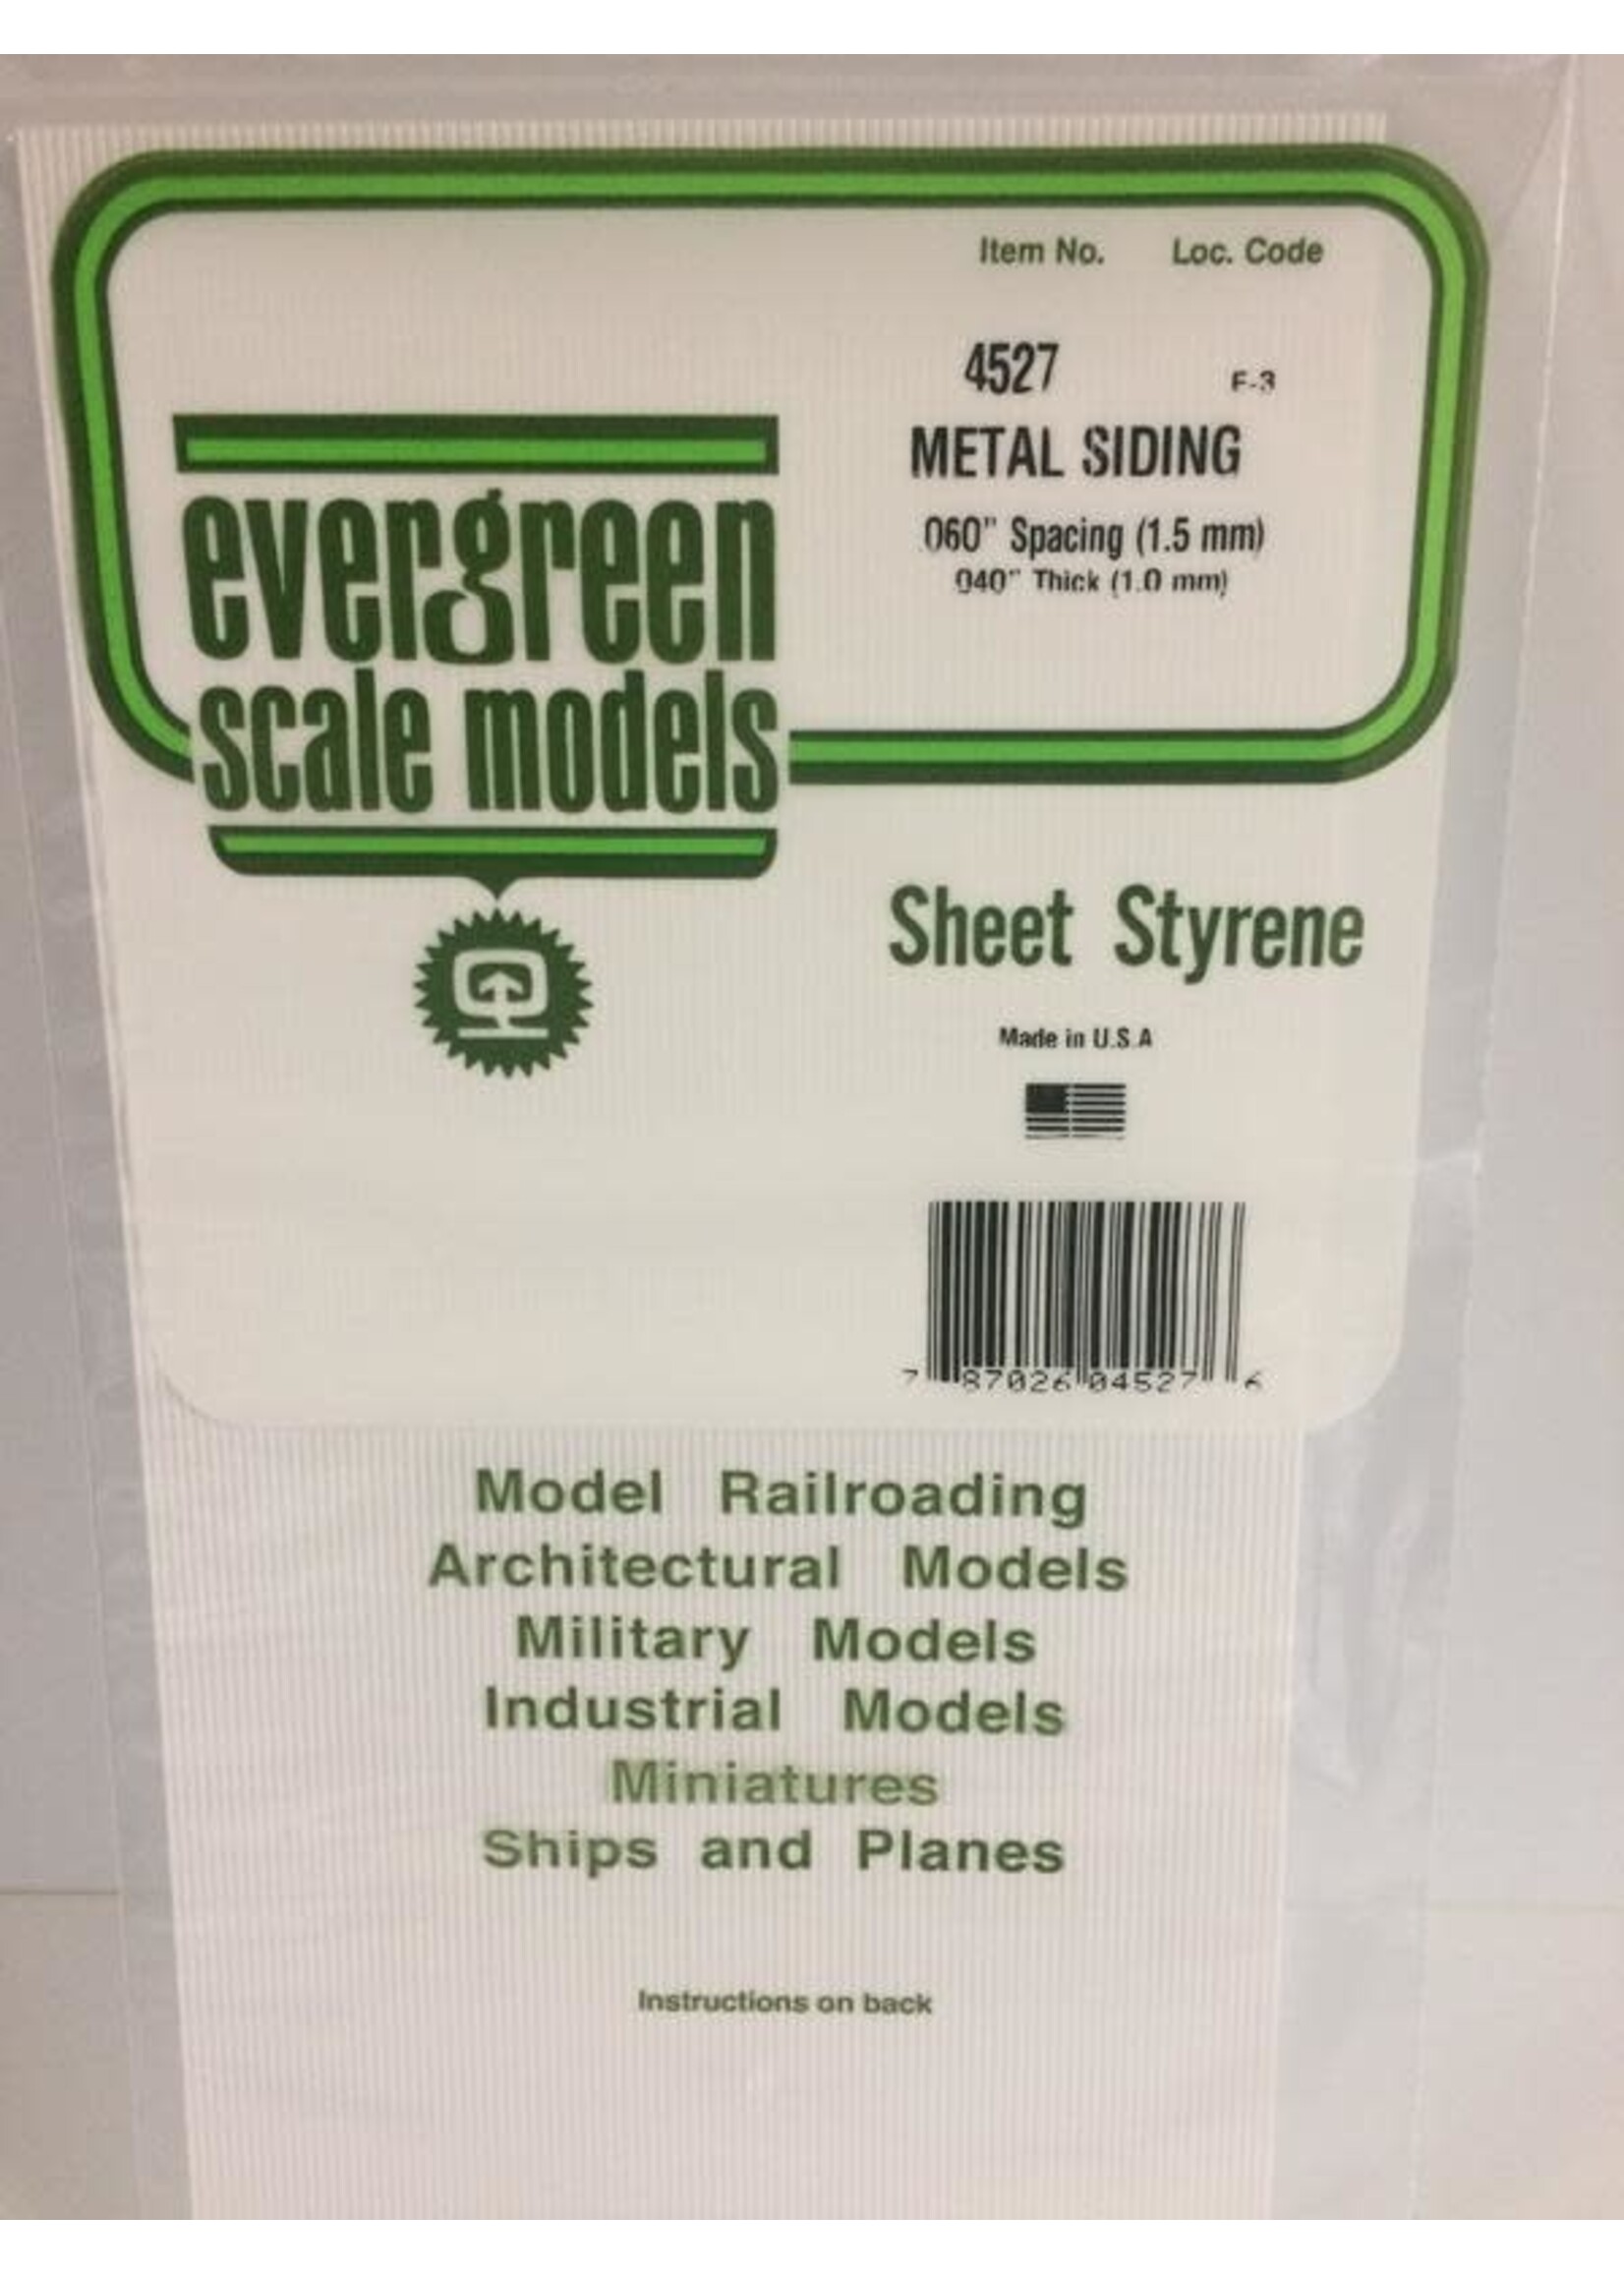 Item No. Loc. Code
4527 F-3
METAL SIDING
.060" Spacing (1.5 mm)
.040" Thick (1.0 mm)
evergreen
scale models
Sheet Styrene
Made in U.S.A
7 87026 04527 6
Model Railroading
Architectural Models
Military Models
Industrial Models
Miniatures
Ships and Planes
Instructions on back